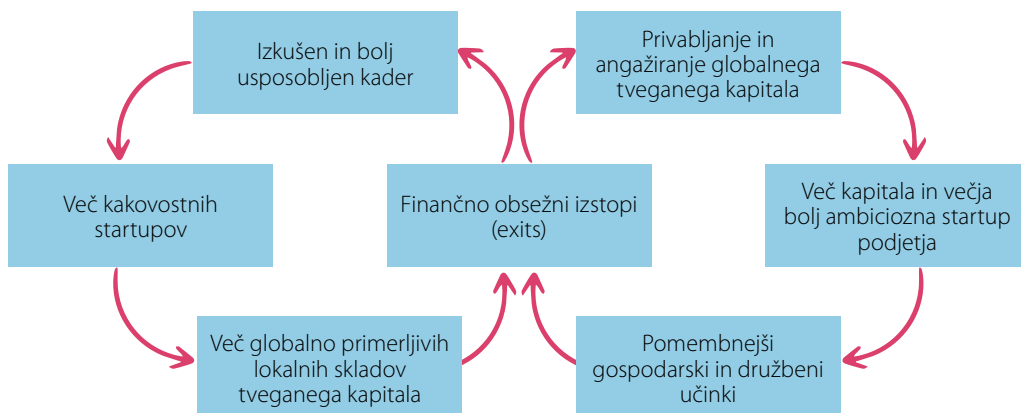 Izkušen in bolj
usposobljen kader
Privabljanje in
angažiranje globalnega
tveganega kapitala
Več kakovostnih
startupov
Finančno obsežni izstopi
(exits)
Več kapitala in večja
bolj ambiciozna startup
podjetja
Več globalno primerljivih
lokalnih skladov
tveganega kapitala
Pomembnejši
gospodarski in družbeni
učinki